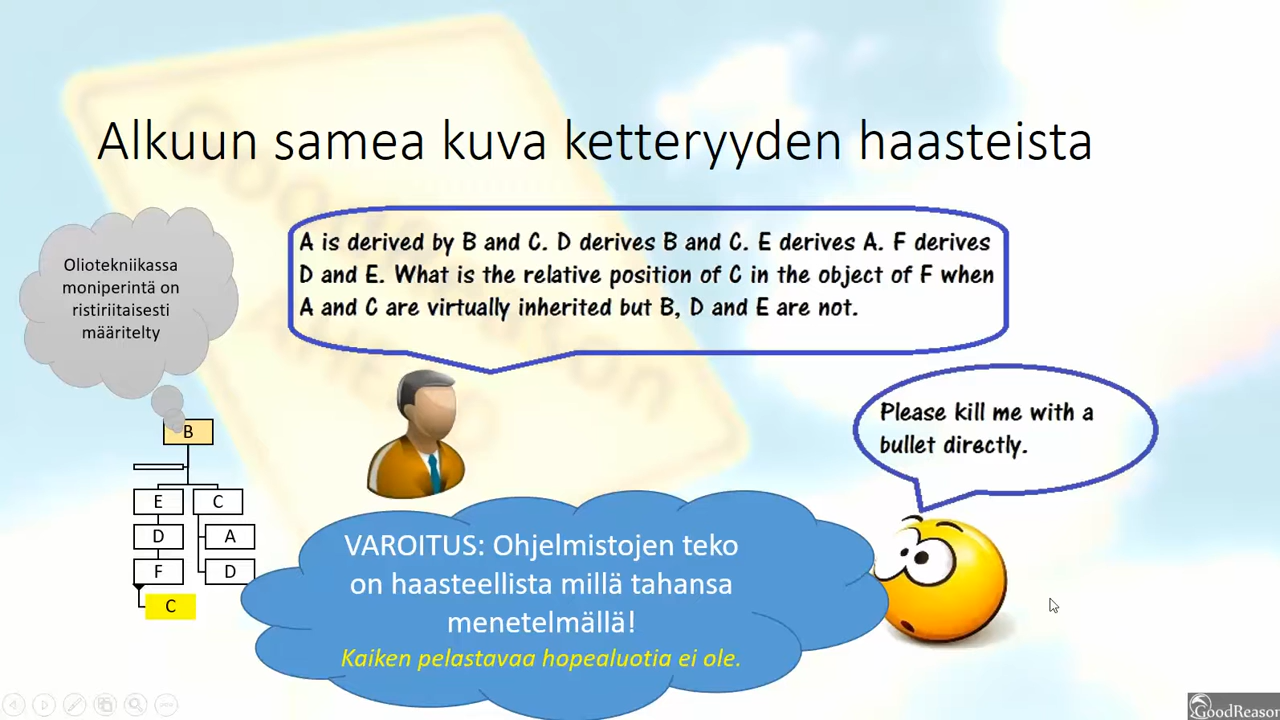 Alkuun samea kuva ketteryyden haasteista
Oliotekniikassa
moniperintä on
ristiriitaisesti
määritelty
A is derived by B and C. D derives B and C. E derives A. F derives
D and E. What is the relative position of C in the object of F when
A and C are virtually inherited but B, D and E are not.
Please kill me with a
bullet directly.
B
E
C
D
A
F
D
C
VAROITUS: Ohjelmistojen teko
on haasteellista millä tahansa
menetelmällä!
Kaiken pelastavaa hopealuotia ei ole.
GoodReason